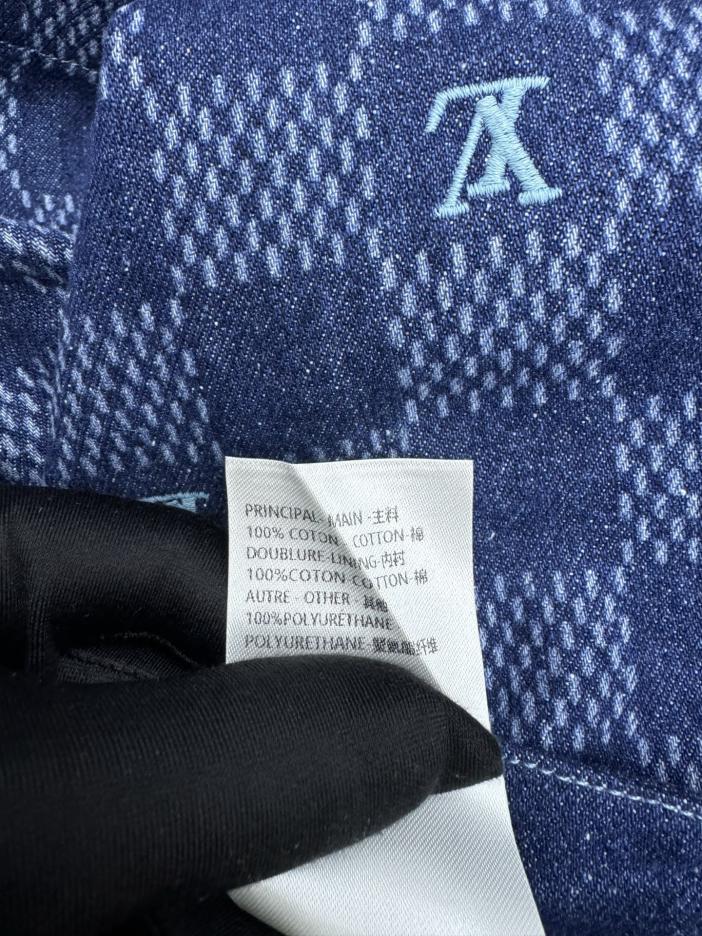 PRINCIPAL- MAIN -主料
100% COTON - COTTON-棉
DOUBLURE-LINING-内衬
100%COTON-COTTON-棉
AUTRE - OTHER - 其他
100%POLYURÉTHANE
POLYURETHANE-聚氨酯纤维